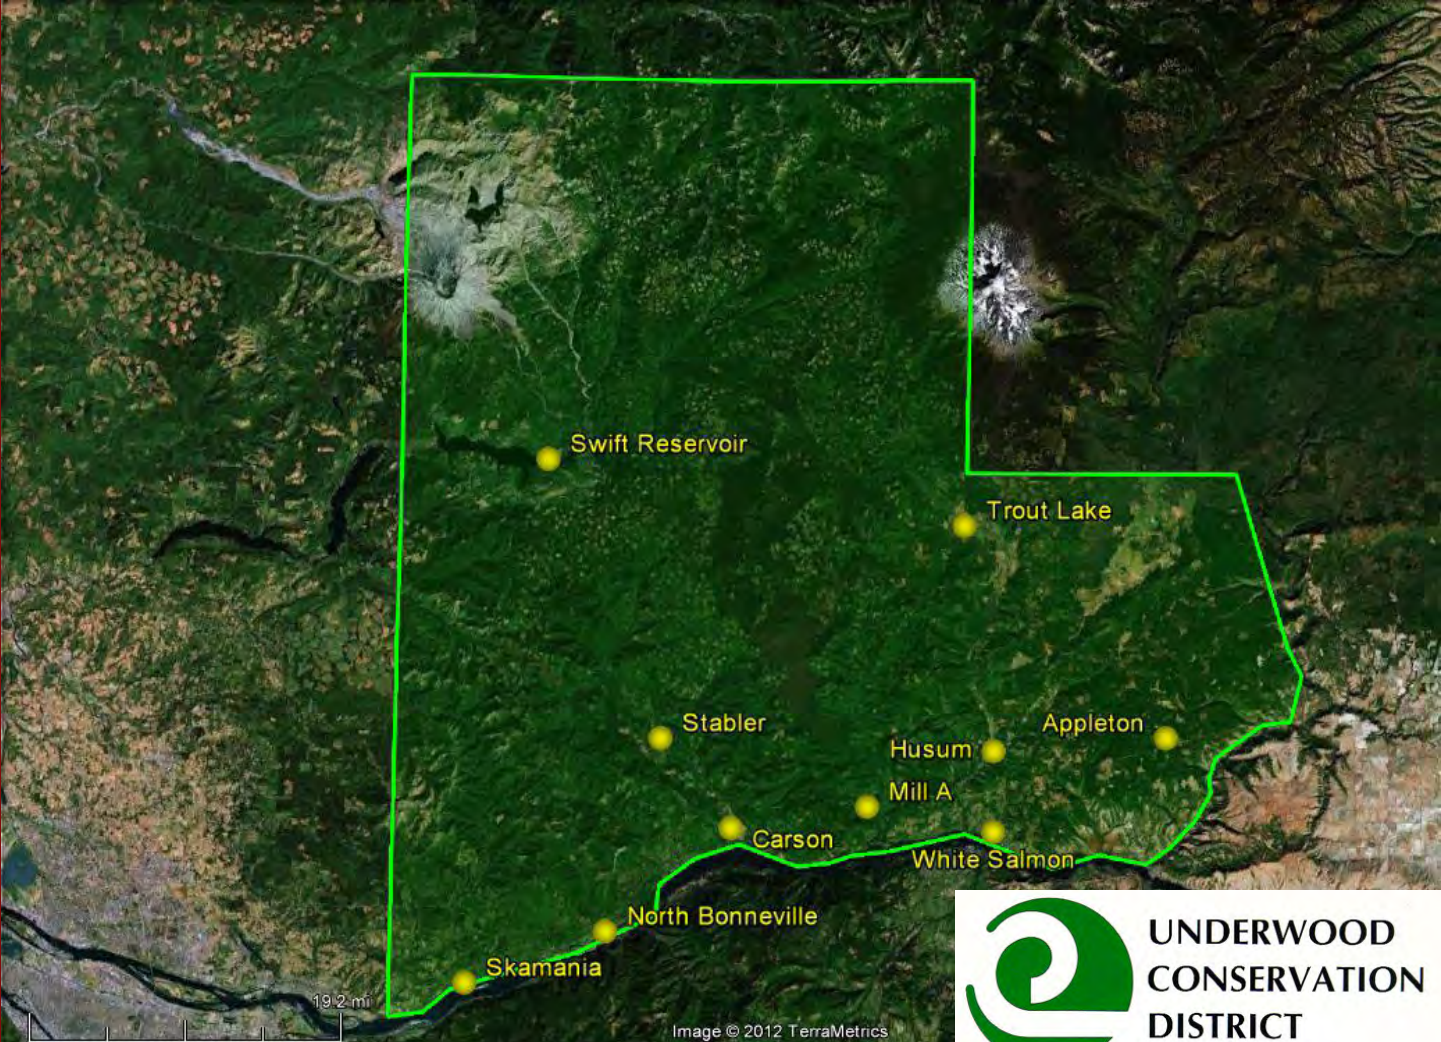 Swift Reservoir
Trout Lake
Stabler
Appleton
Husum
Mill A
Carson
White Salmon
North Bonneville
Skamania
19.2 mi
Image © 2012 TerraMetrics
UNDERWOOD
CONSERVATION
DISTRICT